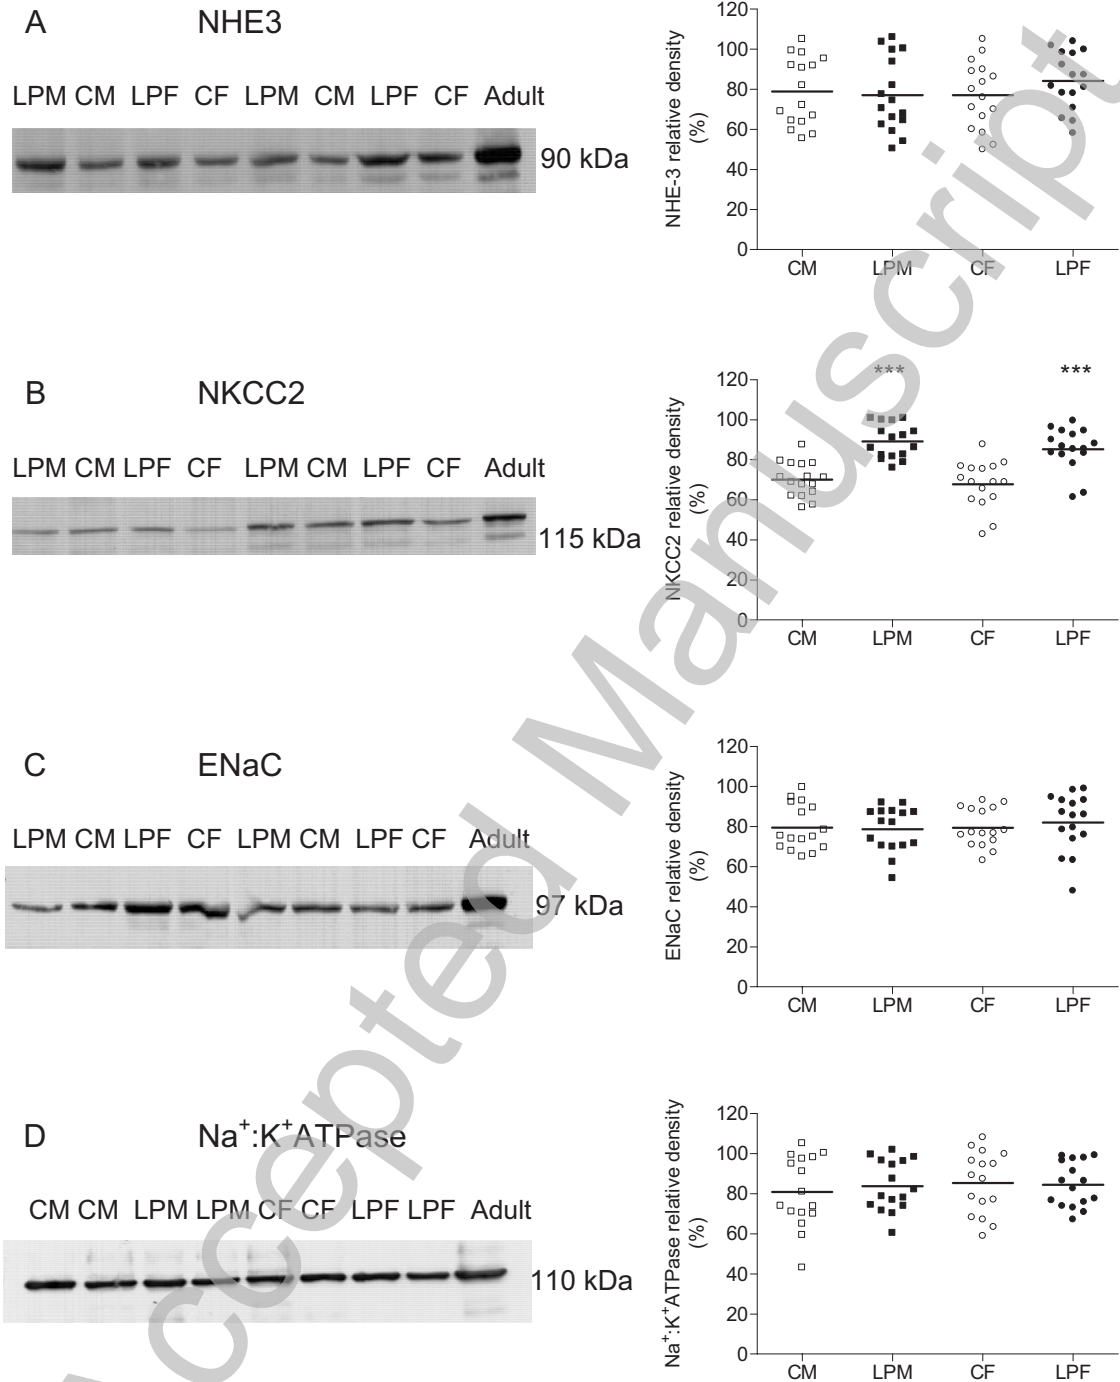 A NHE3
LPM CM LPF CF LPM CM LPF CF Adult
90 kDa
120
100
80
60
40
20
0
NHE-3 relative density
(%)
CM LPM CF LPF
B NKCC2
LPM CM LPF CF LPM CM LPF CF Adult
115 kDa
*** ***
120
100
80
60
40
20
0
NKCC2 relative density
(%)
CM LPM CF LPF
C ENaC
LPM CM LPF CF LPM CM LPF CF Adult
97 kDa
120
100
80
60
40
20
0
ENaC relative density
(%)
CM LPM CF LPF
D Na⁺:K⁺ATPase
CM CM LPM LPM CF CF LPF LPF Adult
110 kDa
120
100
80
60
40
20
0
Na⁺:K⁺ATPase relative density
(%)
CM LPM CF LPF
Accepted Manuscript